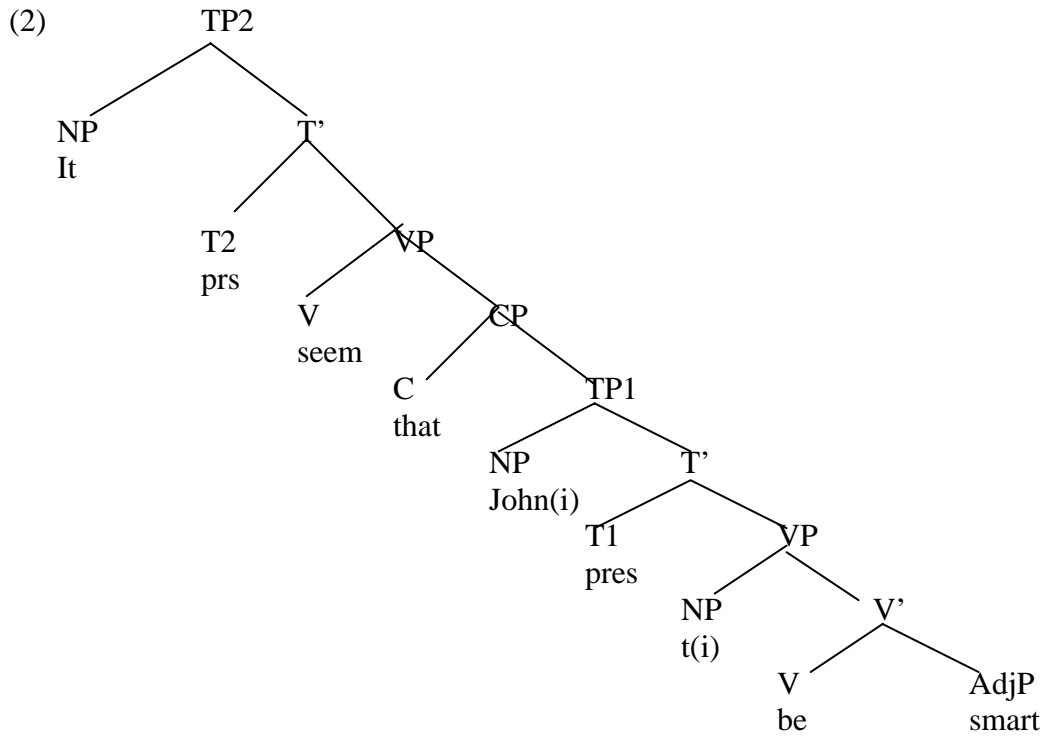 (2) TP2
NP T’
It
T2 VP
prs
V CP
seem
C TP1
that
NP T’
John(i)
T1 VP
pres
NP V’
t(i)
V AdjP
be smart